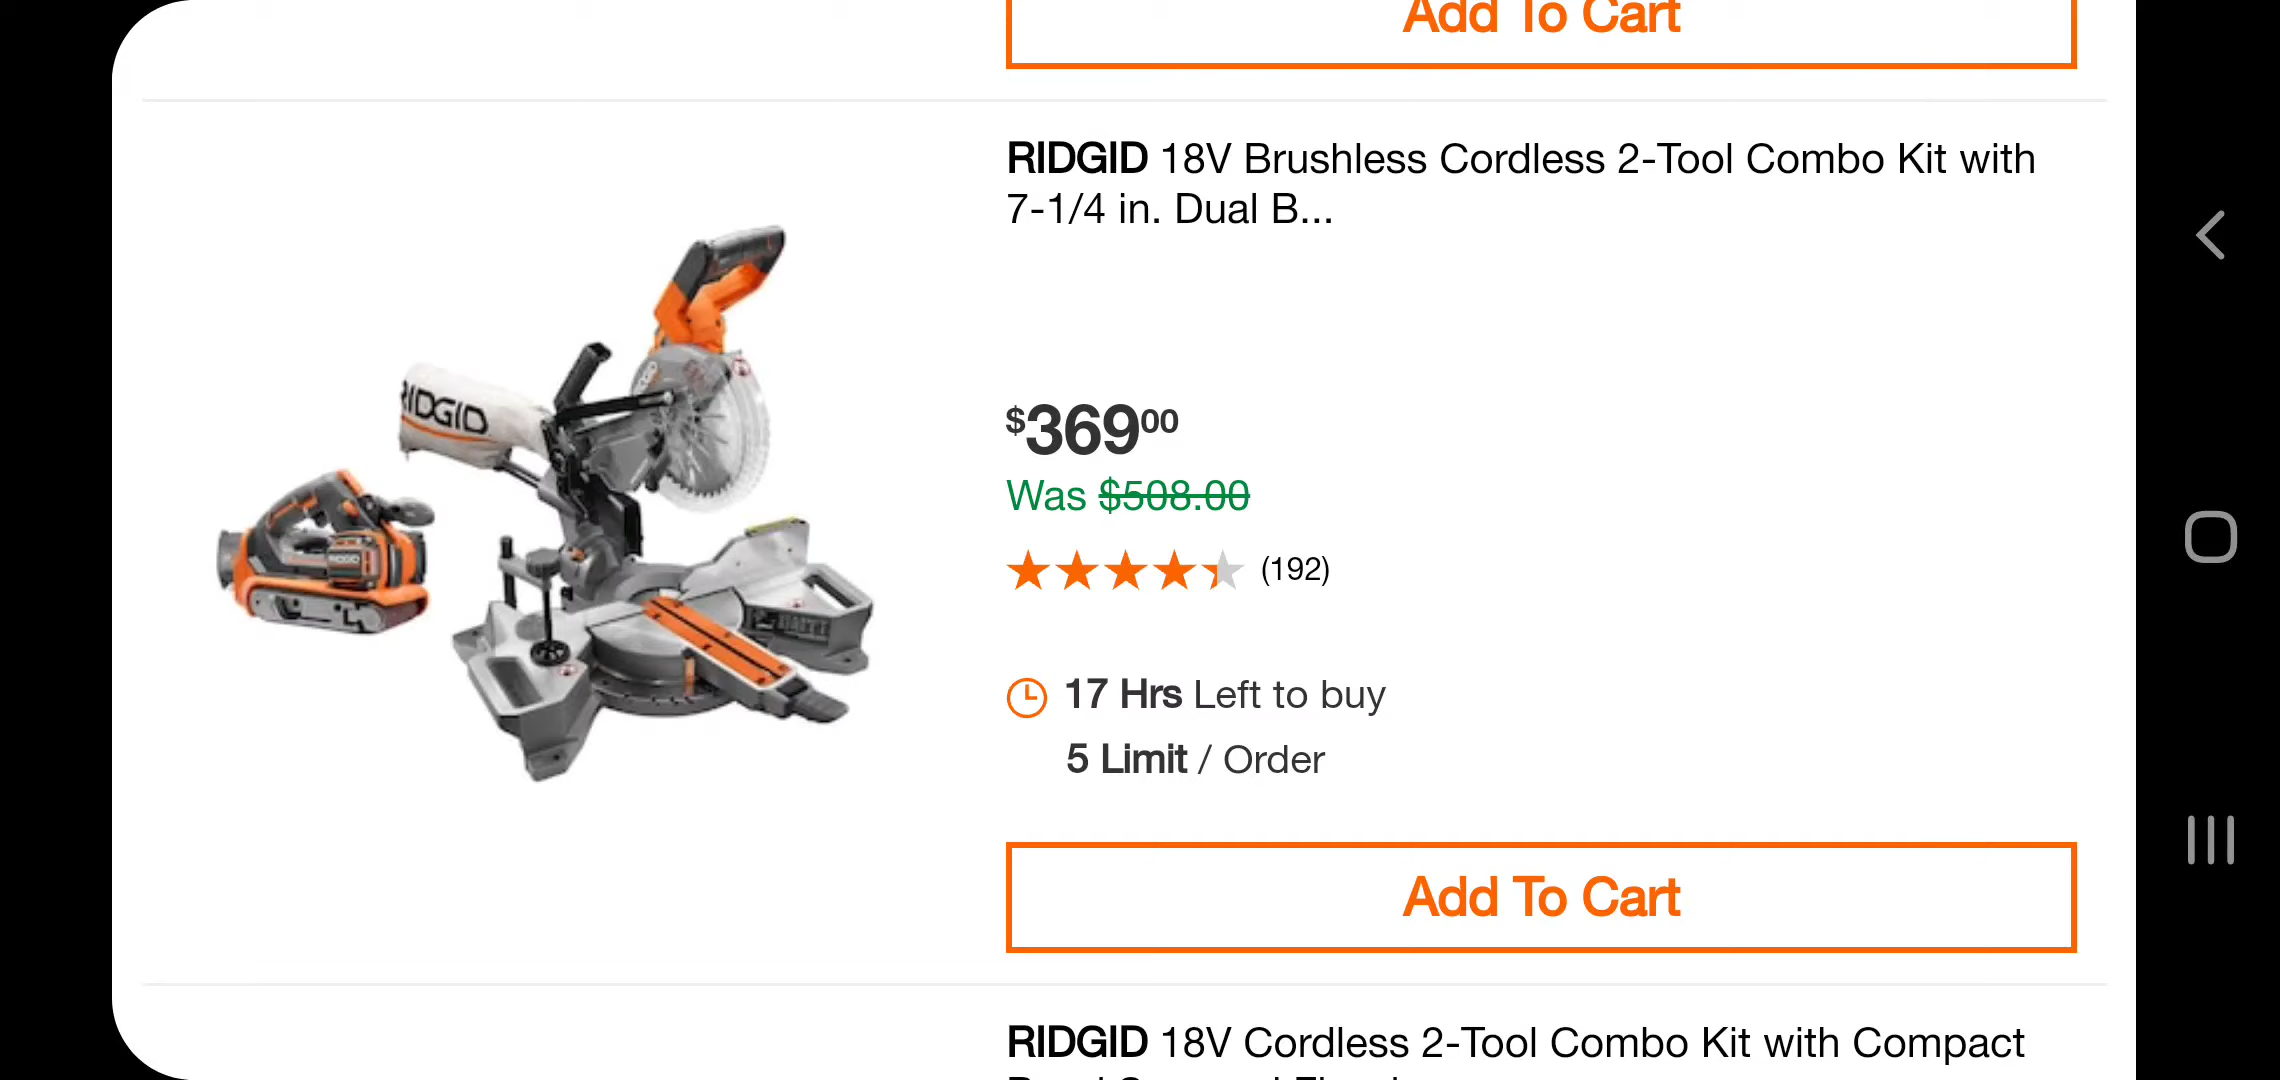 Add To Cart
RIDGID 18V Brushless Cordless 2-Tool Combo Kit with
7-1/4 in. Dual B...
RIDGID
$36900
Was $508.00
(192)
17 Hrs Left to buy
5 Limit / Order
Add To Cart
RIDGID 18V Cordless 2-Tool Combo Kit with Compact